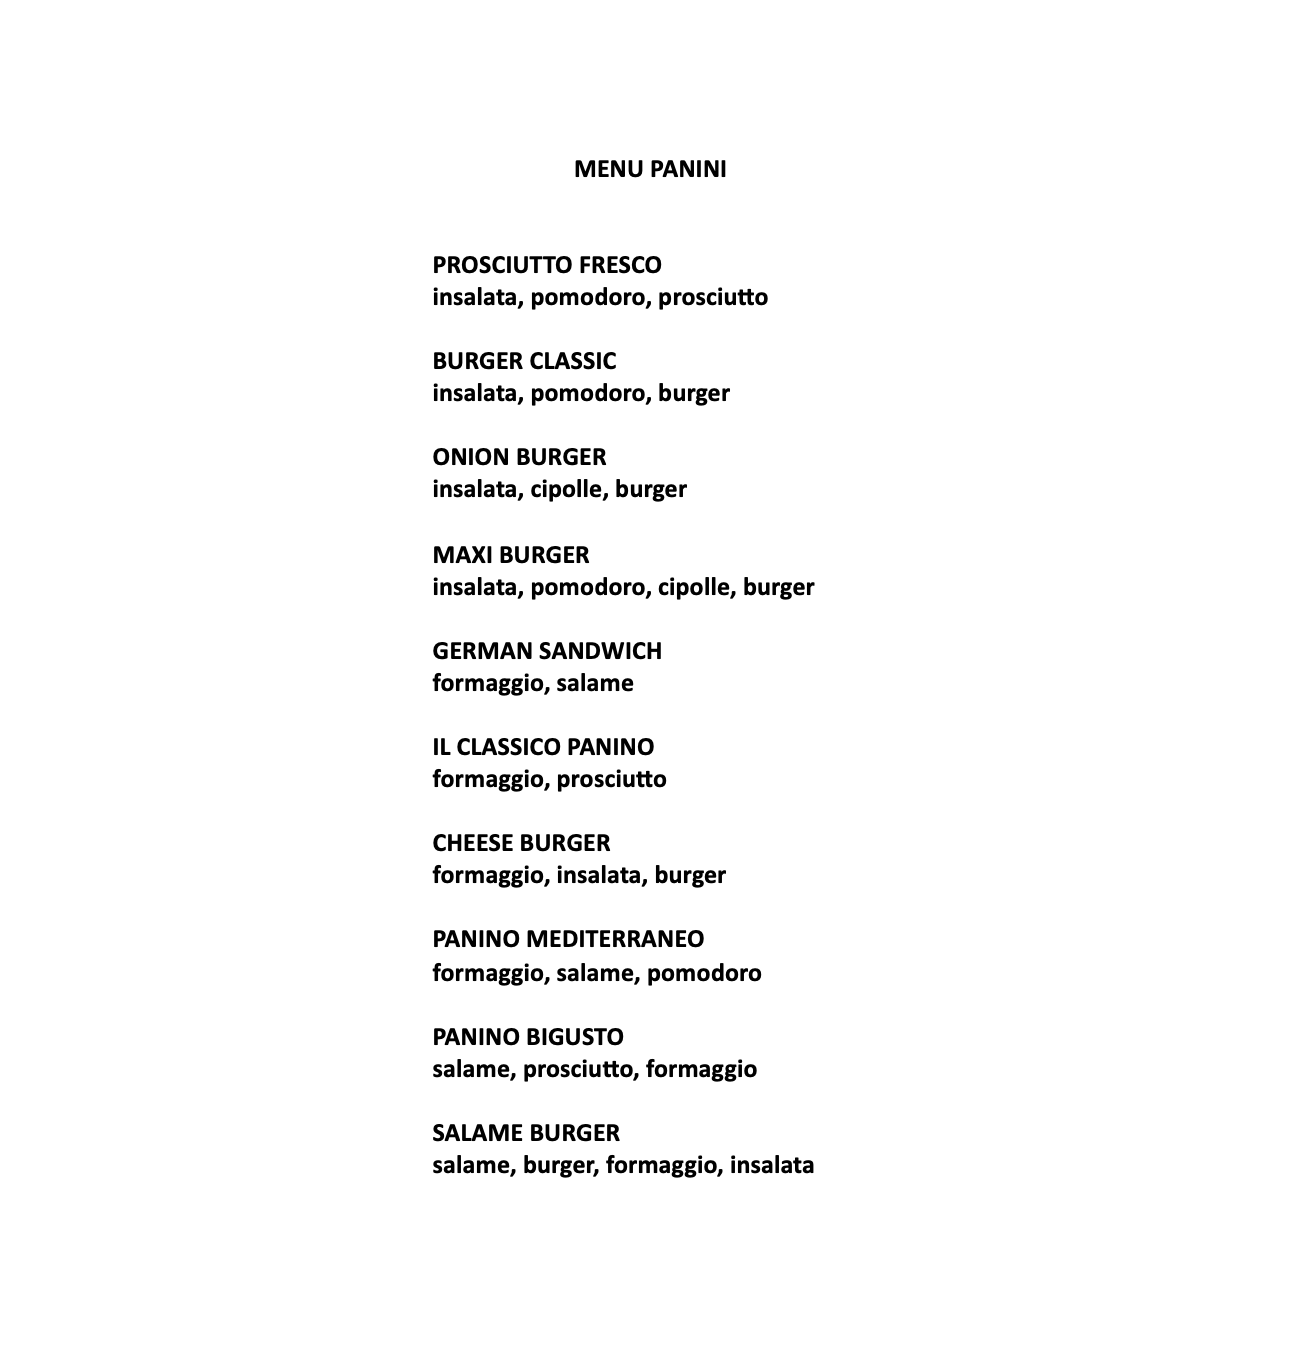 MENU PANINI
PROSCIUTTO FRESCO
insalata, pomodoro, prosciutto
BURGER CLASSIC
insalata, pomodoro, burger
ONION BURGER
insalata, cipolle, burger
MAXI BURGER
insalata, pomodoro, cipolle, burger
GERMAN SANDWICH
formaggio, salame
IL CLASSICO PANINO
formaggio, prosciutto
CHEESE BURGER
formaggio, insalata, burger
PANINO MEDITERRANEO
formaggio, salame, pomodoro
PANINO BIGUSTO
salame, prosciutto, formaggio
SALAME BURGER
salame, burger, formaggio, insalata